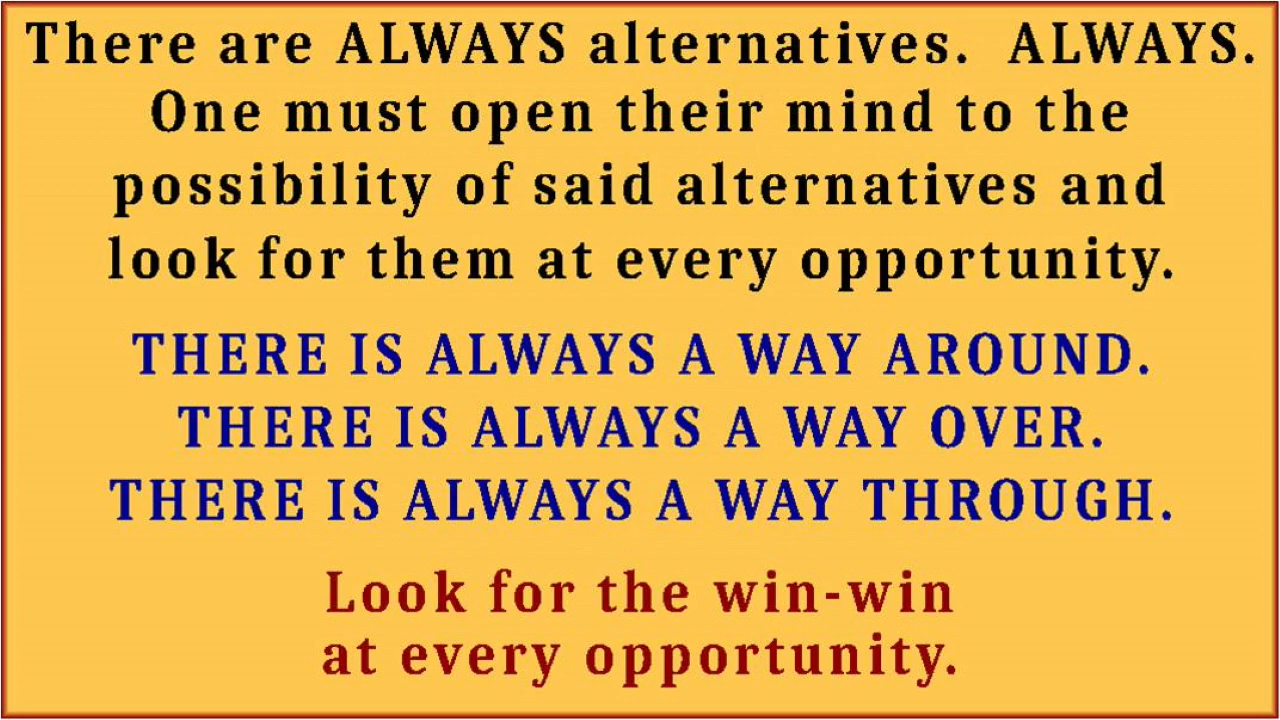 There are ALWAYS alternatives.  ALWAYS.
One must open their mind to the
possibility of said alternatives and
look for them at every opportunity.
THERE IS ALWAYS A WAY AROUND.
THERE IS ALWAYS A WAY OVER.
THERE IS ALWAYS A WAY THROUGH.
Look for the win-win
at every opportunity.